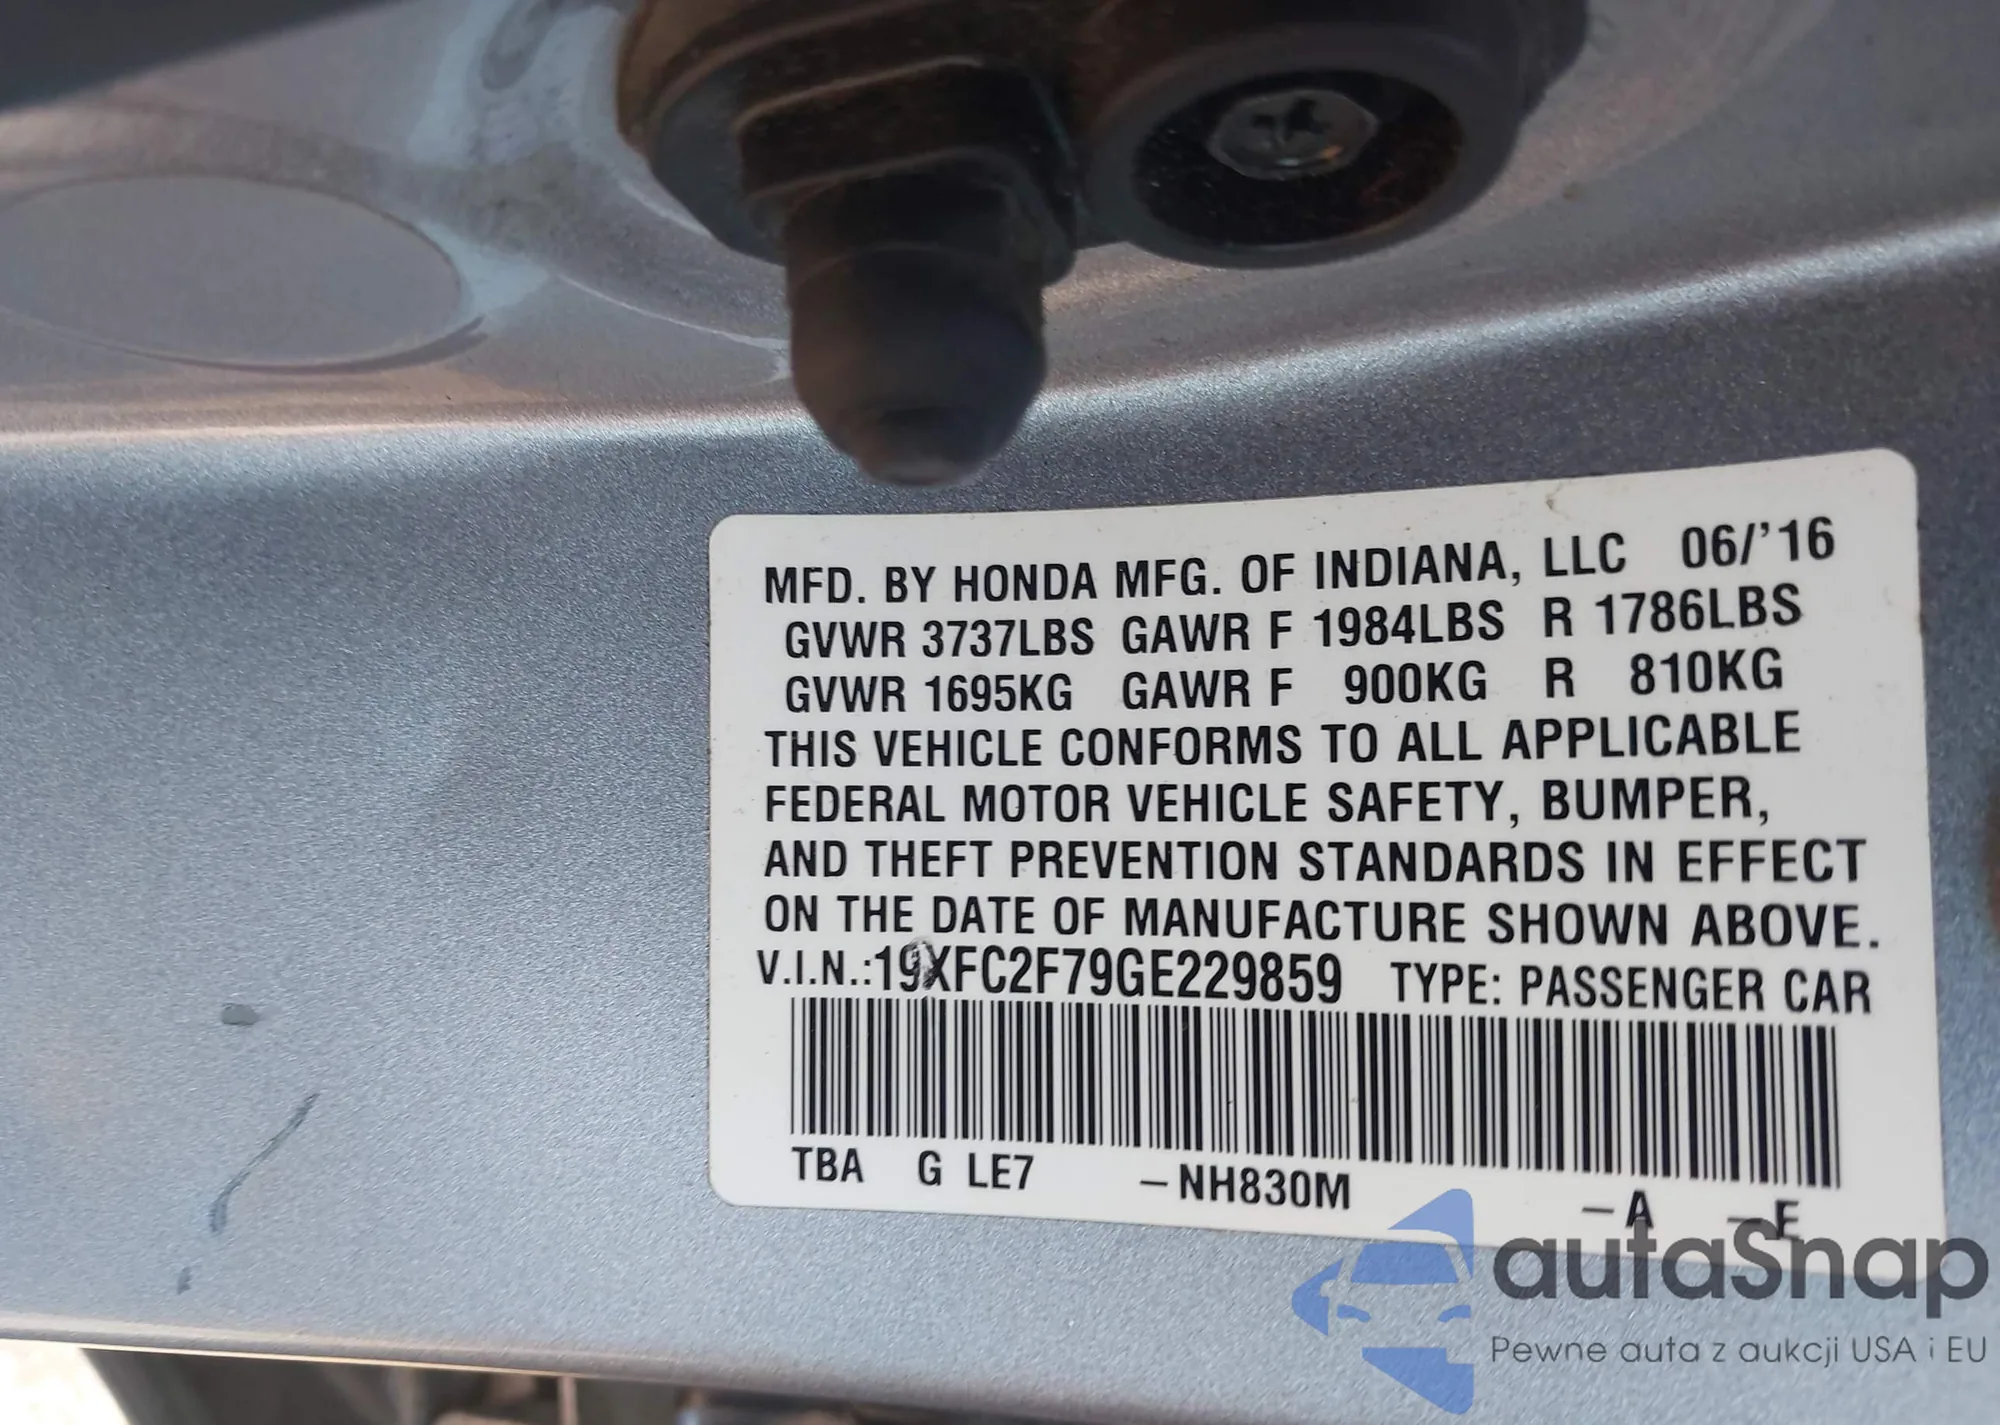 MFD. BY HONDA MFG. OF INDIANA, LLC 06/'16
GVWR 3737LBS GAWR F 1984LBS R 1786LBS
GVWR 1695KG GAWR F 900KG R 810KG
THIS VEHICLE CONFORMS TO ALL APPLICABLE
FEDERAL MOTOR VEHICLE SAFETY, BUMPER,
AND THEFT PREVENTION STANDARDS IN EFFECT
ON THE DATE OF MANUFACTURE SHOWN ABOVE.
V.I.N.:19XFC2F79GE229859 TYPE: PASSENGER CAR
TBA G LE7 –NH830M –A –E
autaSnap
Pewne auta z aukcji USA i EU